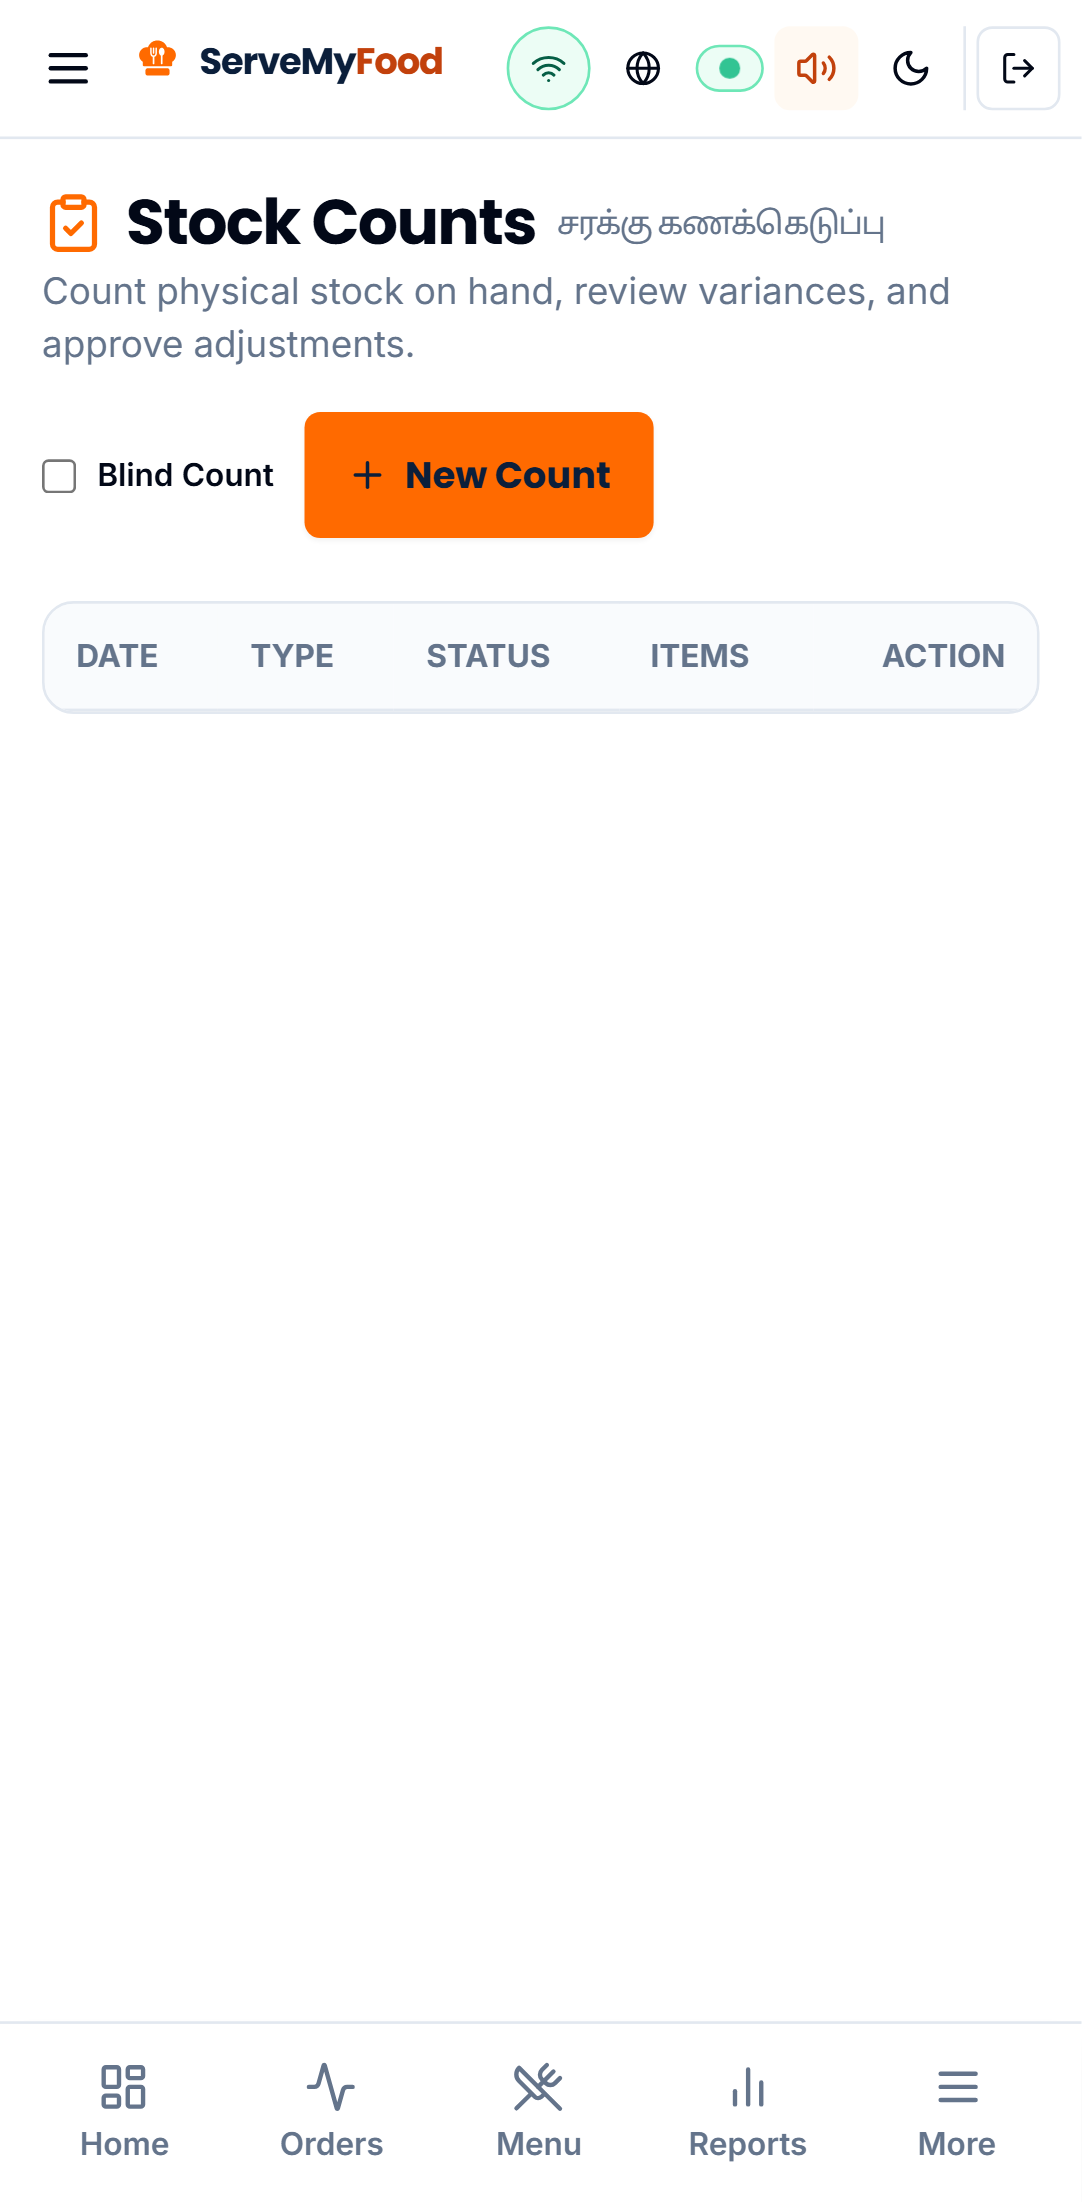 ServeMyFood
Stock Counts சரக்கு கணக்கெடுப்பு
Count physical stock on hand, review variances, and
approve adjustments.
Blind Count
+ New Count
DATE TYPE STATUS ITEMS ACTION
Home Orders Menu Reports More